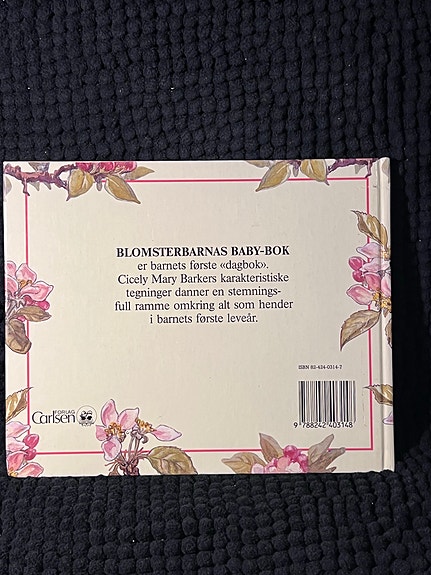 BLOMSTERBARNAS BABY-BOK
er barnets første «dagbok».
Cicely Mary Barkers karakteristiske
tegninger danner en stemnings-
full ramme omkring alt som hender
i barnets første leveår.
ISBN 82-424-0314-7
FORLAG
Carlsen
9 788242 403148